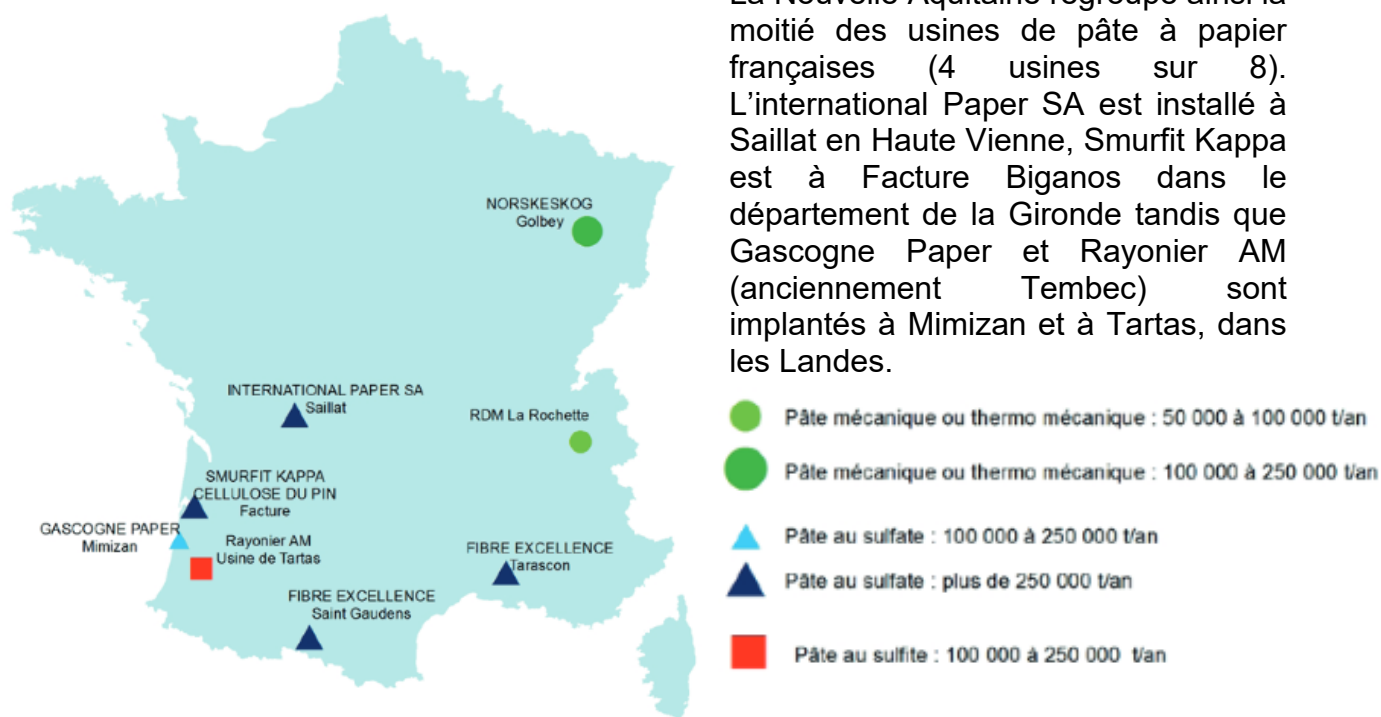 La Nouvelle Aquitaine regroupe ainsi la
moitié des usines de pâte à papier
françaises (4 usines sur 8).
L’international Paper SA est installé à
Saillat en Haute Vienne, Smurfit Kappa
est à Facture Biganos dans le
département de la Gironde tandis que
Gascogne Paper et Rayonier AM
(anciennement Tembec) sont
implantés à Mimizan et à Tartas, dans
les Landes.
NORSKESKOG
Golbey
INTERNATIONAL PAPER SA
Saillat
RDM La Rochette
SMURFIT KAPPA
CELLULOSE DU PIN
Facture
GASCOGNE PAPER
Mimizan
Rayonier AM
Usine de Tartas
FIBRE EXCELLENCE
Tarascon
FIBRE EXCELLENCE
Saint Gaudens
Pâte mécanique ou thermo mécanique : 50 000 à 100 000 t/an
Pâte mécanique ou thermo mécanique : 100 000 à 250 000 t/an
Pâte au sulfate : 100 000 à 250 000 t/an
Pâte au sulfate : plus de 250 000 t/an
Pâte au sulfite : 100 000 à 250 000 t/an